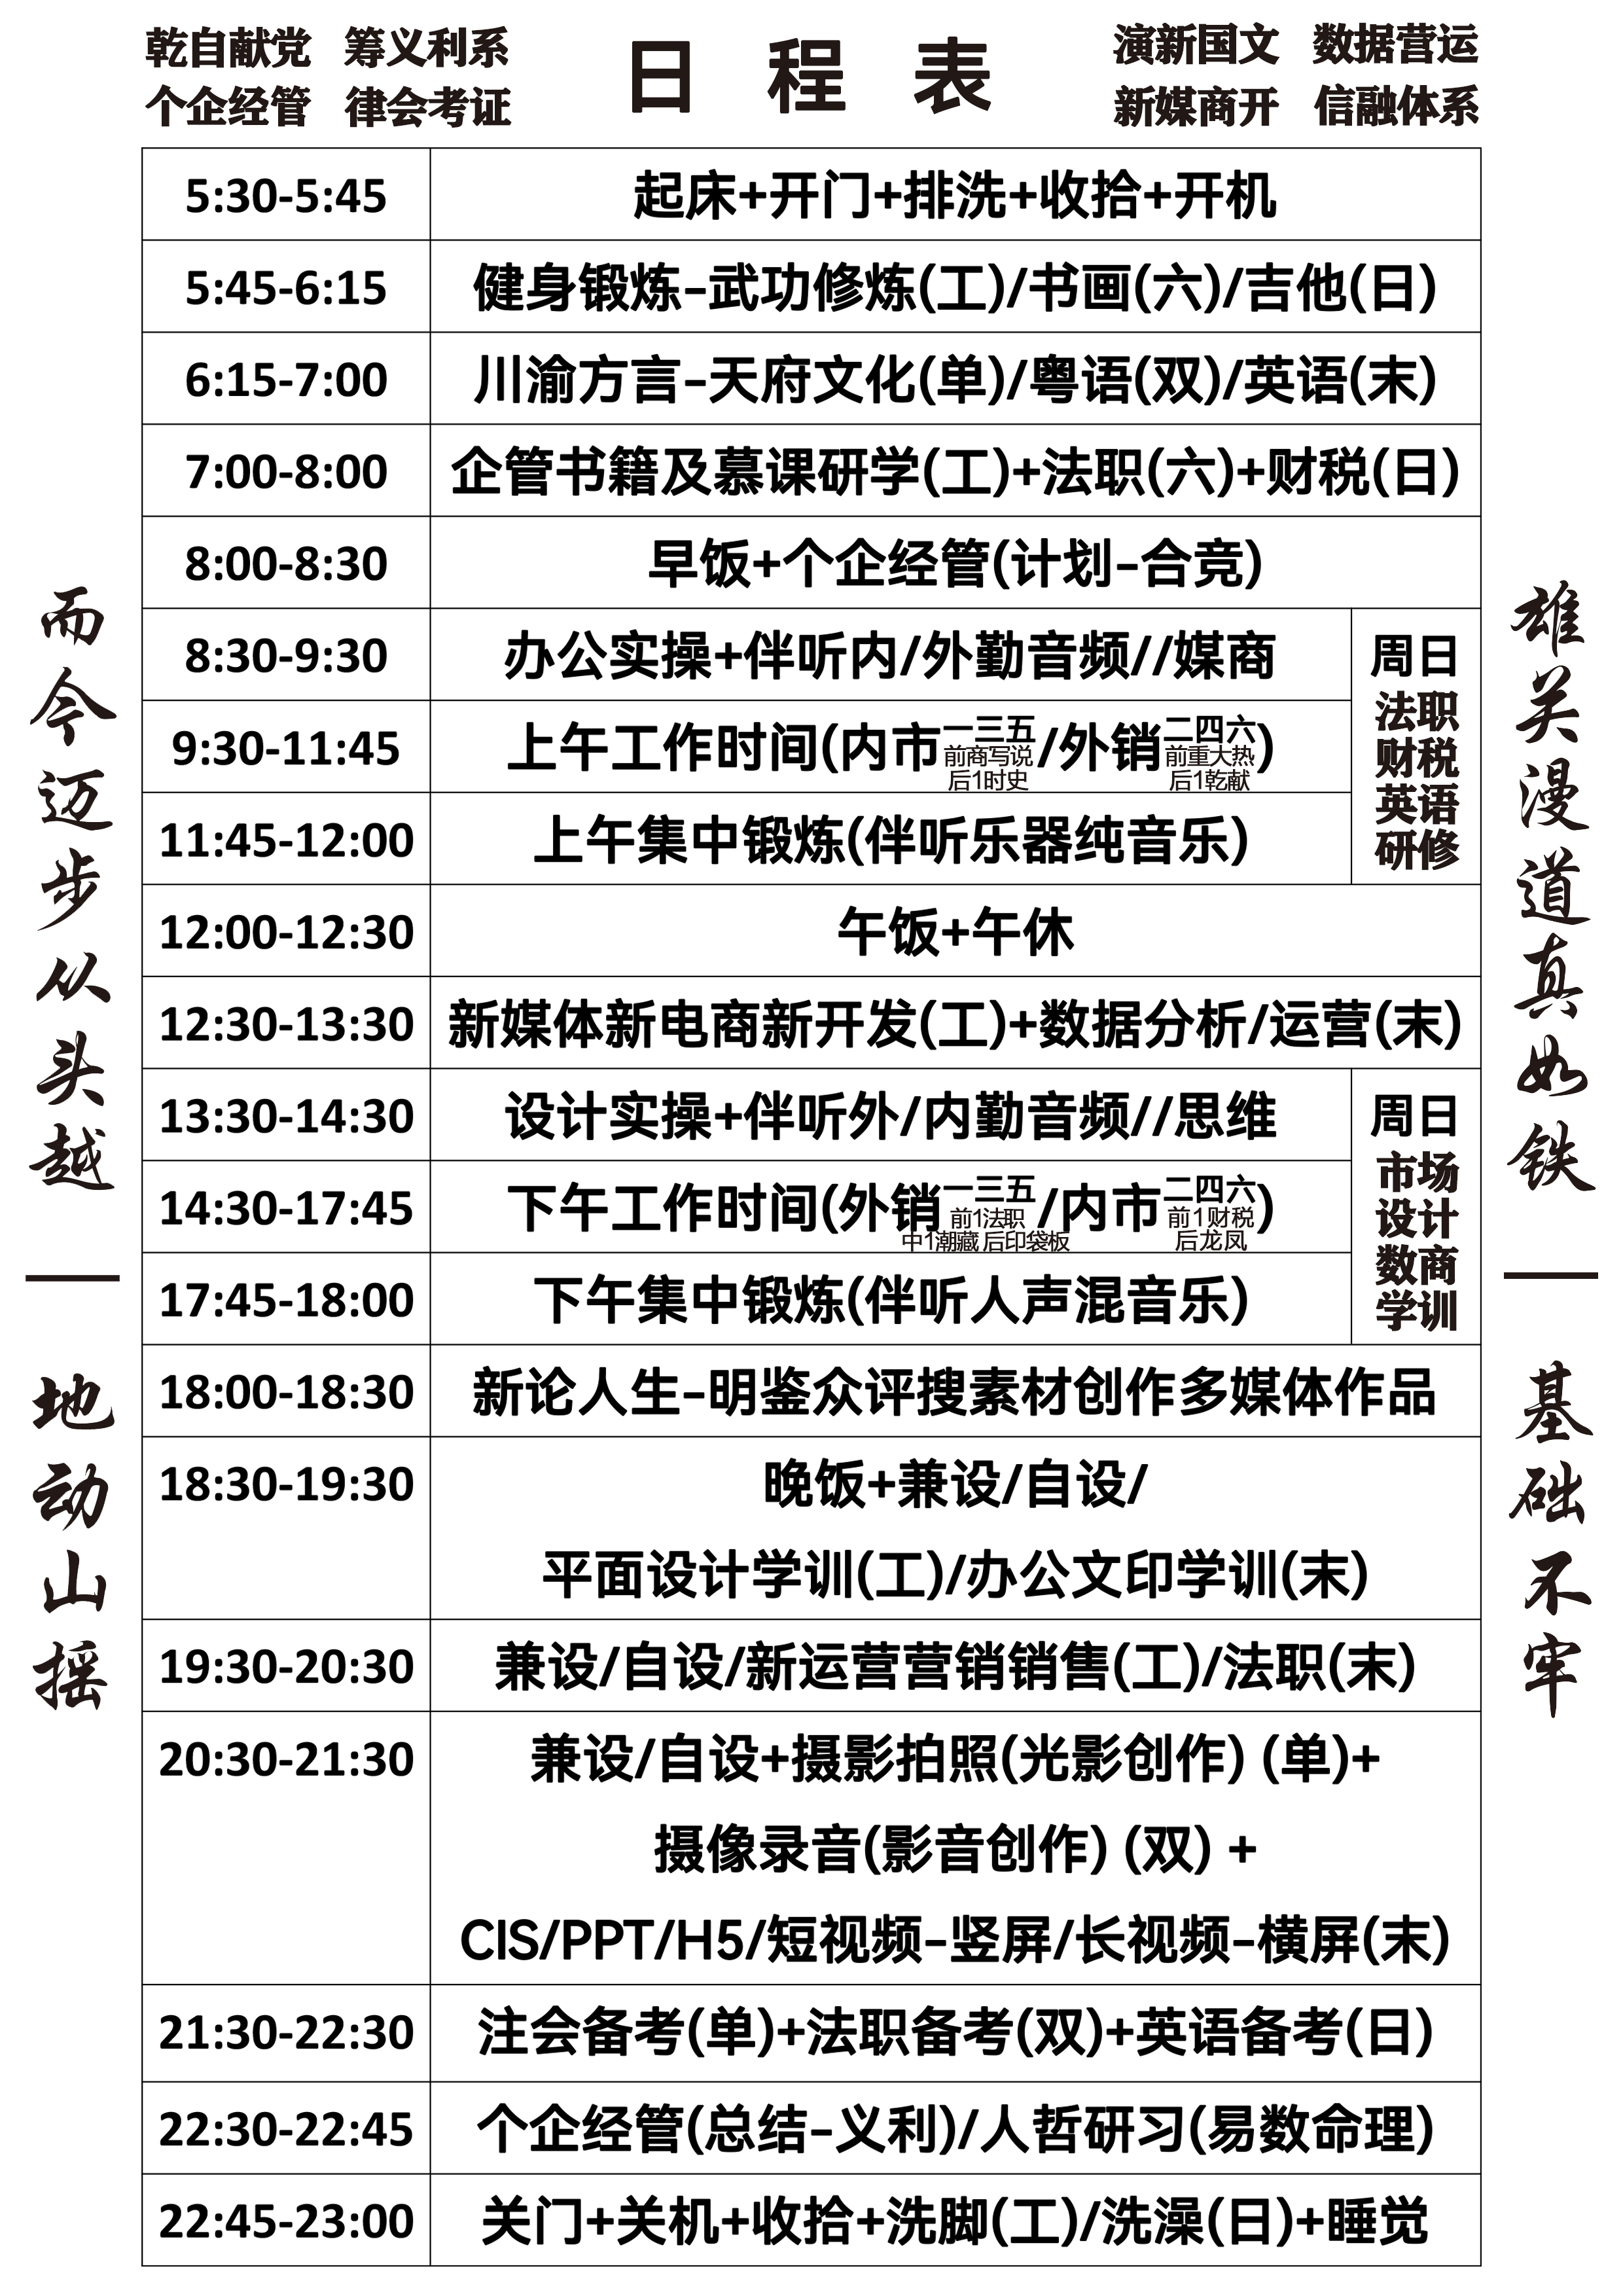 乾自献党 筹义利系
个企经管 律会考证
日程表
演新国文 数据营运
新媒商开 信融体系
5:30-5:45 起床+开门+排洗+收拾+开机
5:45-6:15 健身锻炼-武功修炼(工)/书画(六)/吉他(日)
6:15-7:00 川渝方言-天府文化(单)/粤语(双)/英语(末)
7:00-8:00 企管书籍及慕课研学(工)+法职(六)+财税(日)
8:00-8:30 早饭+个企经管(计划-合竞)
8:30-9:30 办公实操+伴听内/外勤音频//媒商
9:30-11:45 上午工作时间(内市一三五/外销二四六)
前商写说 前重大热
后1时史 后1乾献
11:45-12:00 上午集中锻炼(伴听乐器纯音乐)
周日
法职
财税
英语
研修
12:00-12:30 午饭+午休
12:30-13:30 新媒体新电商新开发(工)+数据分析/运营(末)
13:30-14:30 设计实操+伴听外/内勤音频//思维
14:30-17:45 下午工作时间(外销一三五/内市二四六)
前1法职 前1财税
中1潮藏 后印袋板 后龙凤
17:45-18:00 下午集中锻炼(伴听人声混音乐)
周日
市场
设计
数商
学训
18:00-18:30 新论人生-明鉴众评搜素材创作多媒体作品
18:30-19:30 晚饭+兼设/自设/
平面设计学训(工)/办公文印学训(末)
19:30-20:30 兼设/自设/新运营营销销售(工)/法职(末)
20:30-21:30 兼设/自设+摄影拍照(光影创作) (单)+
摄像录音(影音创作) (双) +
CIS/PPT/H5/短视频-竖屏/长视频-横屏(末)
21:30-22:30 注会备考(单)+法职备考(双)+英语备考(日)
22:30-22:45 个企经管(总结-义利)/人哲研习(易数命理)
22:45-23:00 关门+关机+收拾+洗脚(工)/洗澡(日)+睡觉
雄关漫道真如铁
—
基础不牢
而今迈步从头越
—
地动山摇